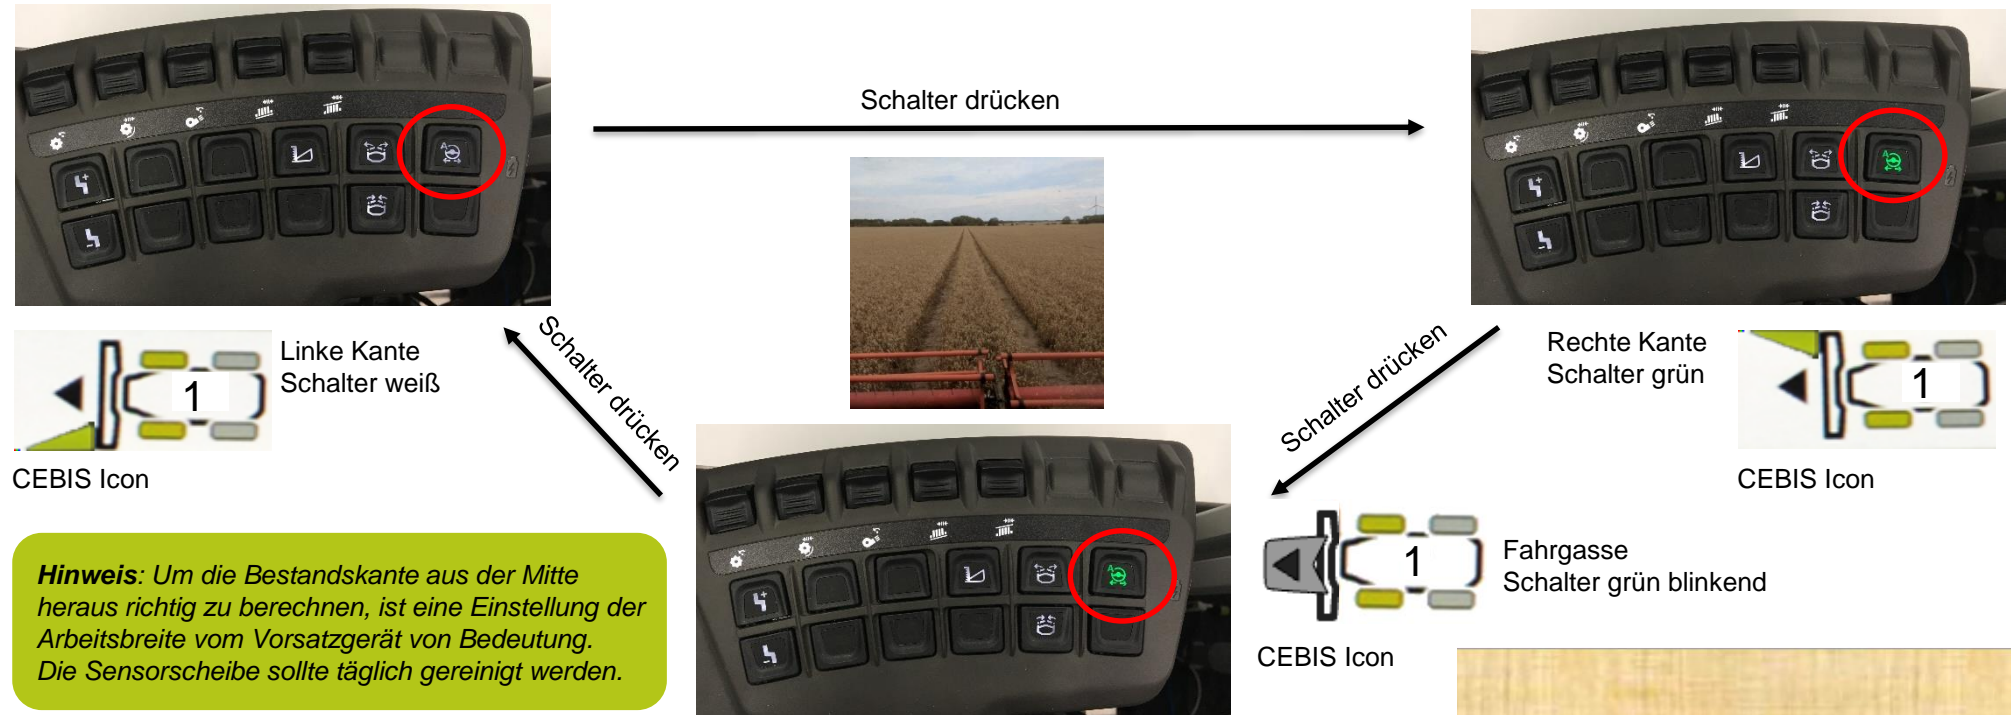 Schalter drücken
Linke Kante
Schalter weiß
1
CEBIS Icon
Schalter drücken
Schalter drücken
Rechte Kante
Schalter grün
1
CEBIS Icon
1
Fahrgasse
Schalter grün blinkend
CEBIS Icon
Hinweis: Um die Bestandskante aus der Mitte
heraus richtig zu berechnen, ist eine Einstellung der
Arbeitsbreite vom Vorsatzgerät von Bedeutung.
Die Sensorscheibe sollte täglich gereinigt werden.